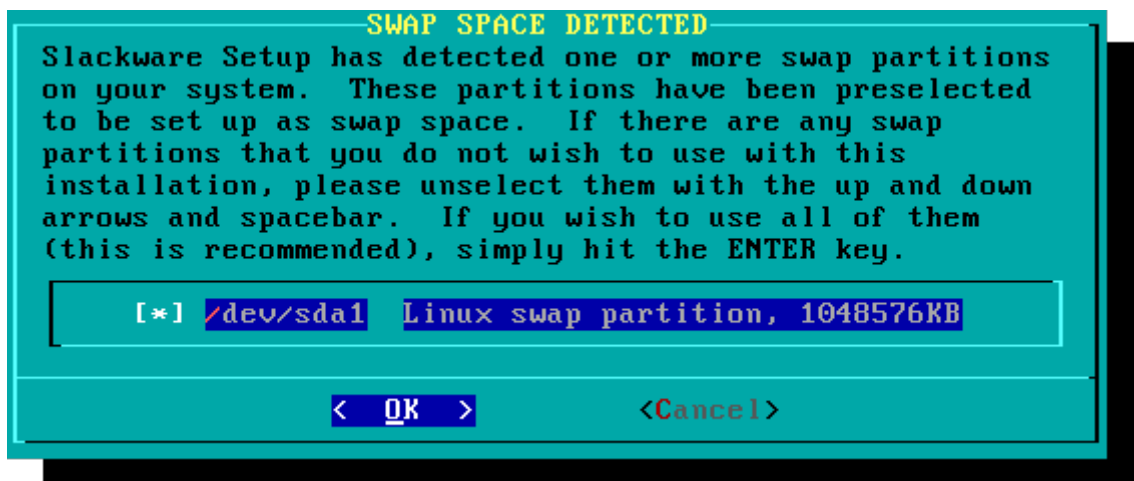 SWAP SPACE DETECTED
Slackware Setup has detected one or more swap partitions
on your system.  These partitions have been preselected
to be set up as swap space.  If there are any swap
partitions that you do not wish to use with this
installation, please unselect them with the up and down
arrows and spacebar.  If you wish to use all of them
(this is recommended), simply hit the ENTER key.
[*] /dev/sda1  Linux swap partition, 1048576KB
<  OK  > <Cancel>